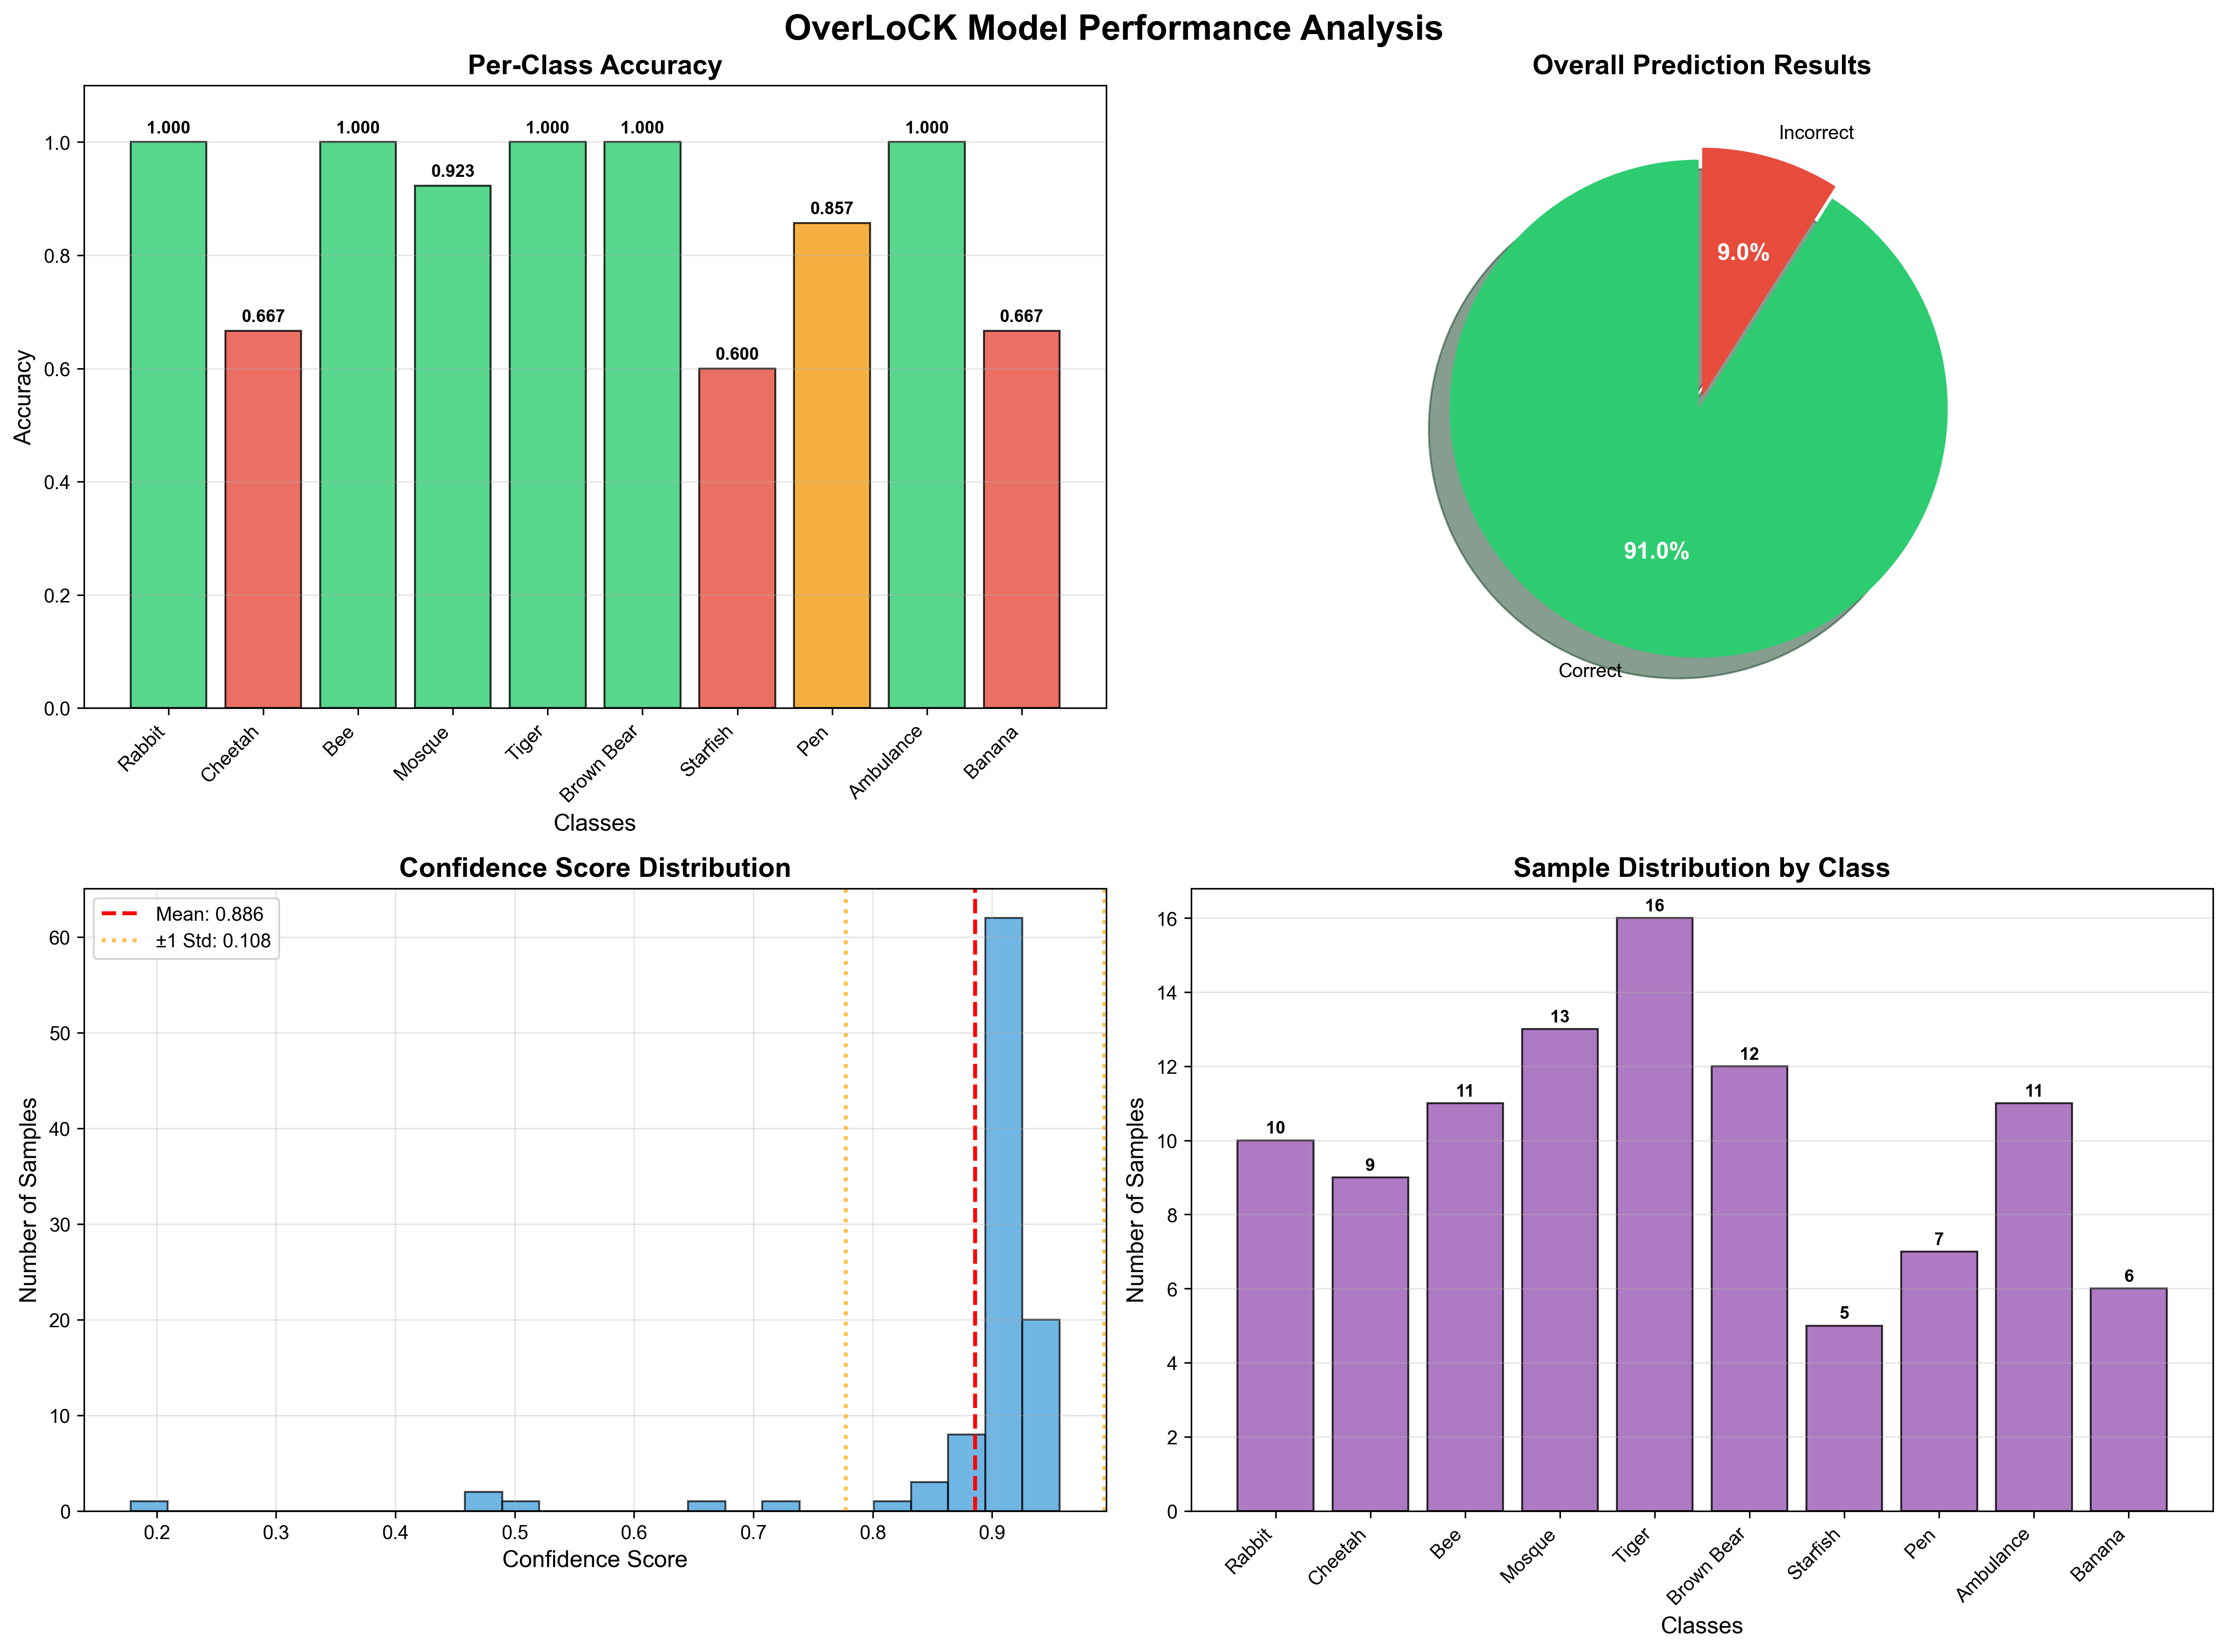 OverLoCK Model Performance Analysis
Per-Class Accuracy
Accuracy
1.0
0.8
0.6
0.4
0.2
0.0
1.000
0.667
1.000
0.923
1.000
1.000
0.600
0.857
1.000
0.667
Rabbit
Cheetah
Bee
Mosque
Tiger
Brown Bear
Starfish
Pen
Ambulance
Banana
Classes
Overall Prediction Results
Incorrect
9.0%
91.0%
Correct
Confidence Score Distribution
Mean: 0.886
±1 Std: 0.108
Number of Samples
60
50
40
30
20
10
0
0.2
0.3
0.4
0.5
0.6
0.7
0.8
0.9
Confidence Score
Sample Distribution by Class
Number of Samples
16
14
12
10
8
6
4
2
0
10
9
11
13
16
12
5
7
11
6
Rabbit
Cheetah
Bee
Mosque
Tiger
Brown Bear
Starfish
Pen
Ambulance
Banana
Classes